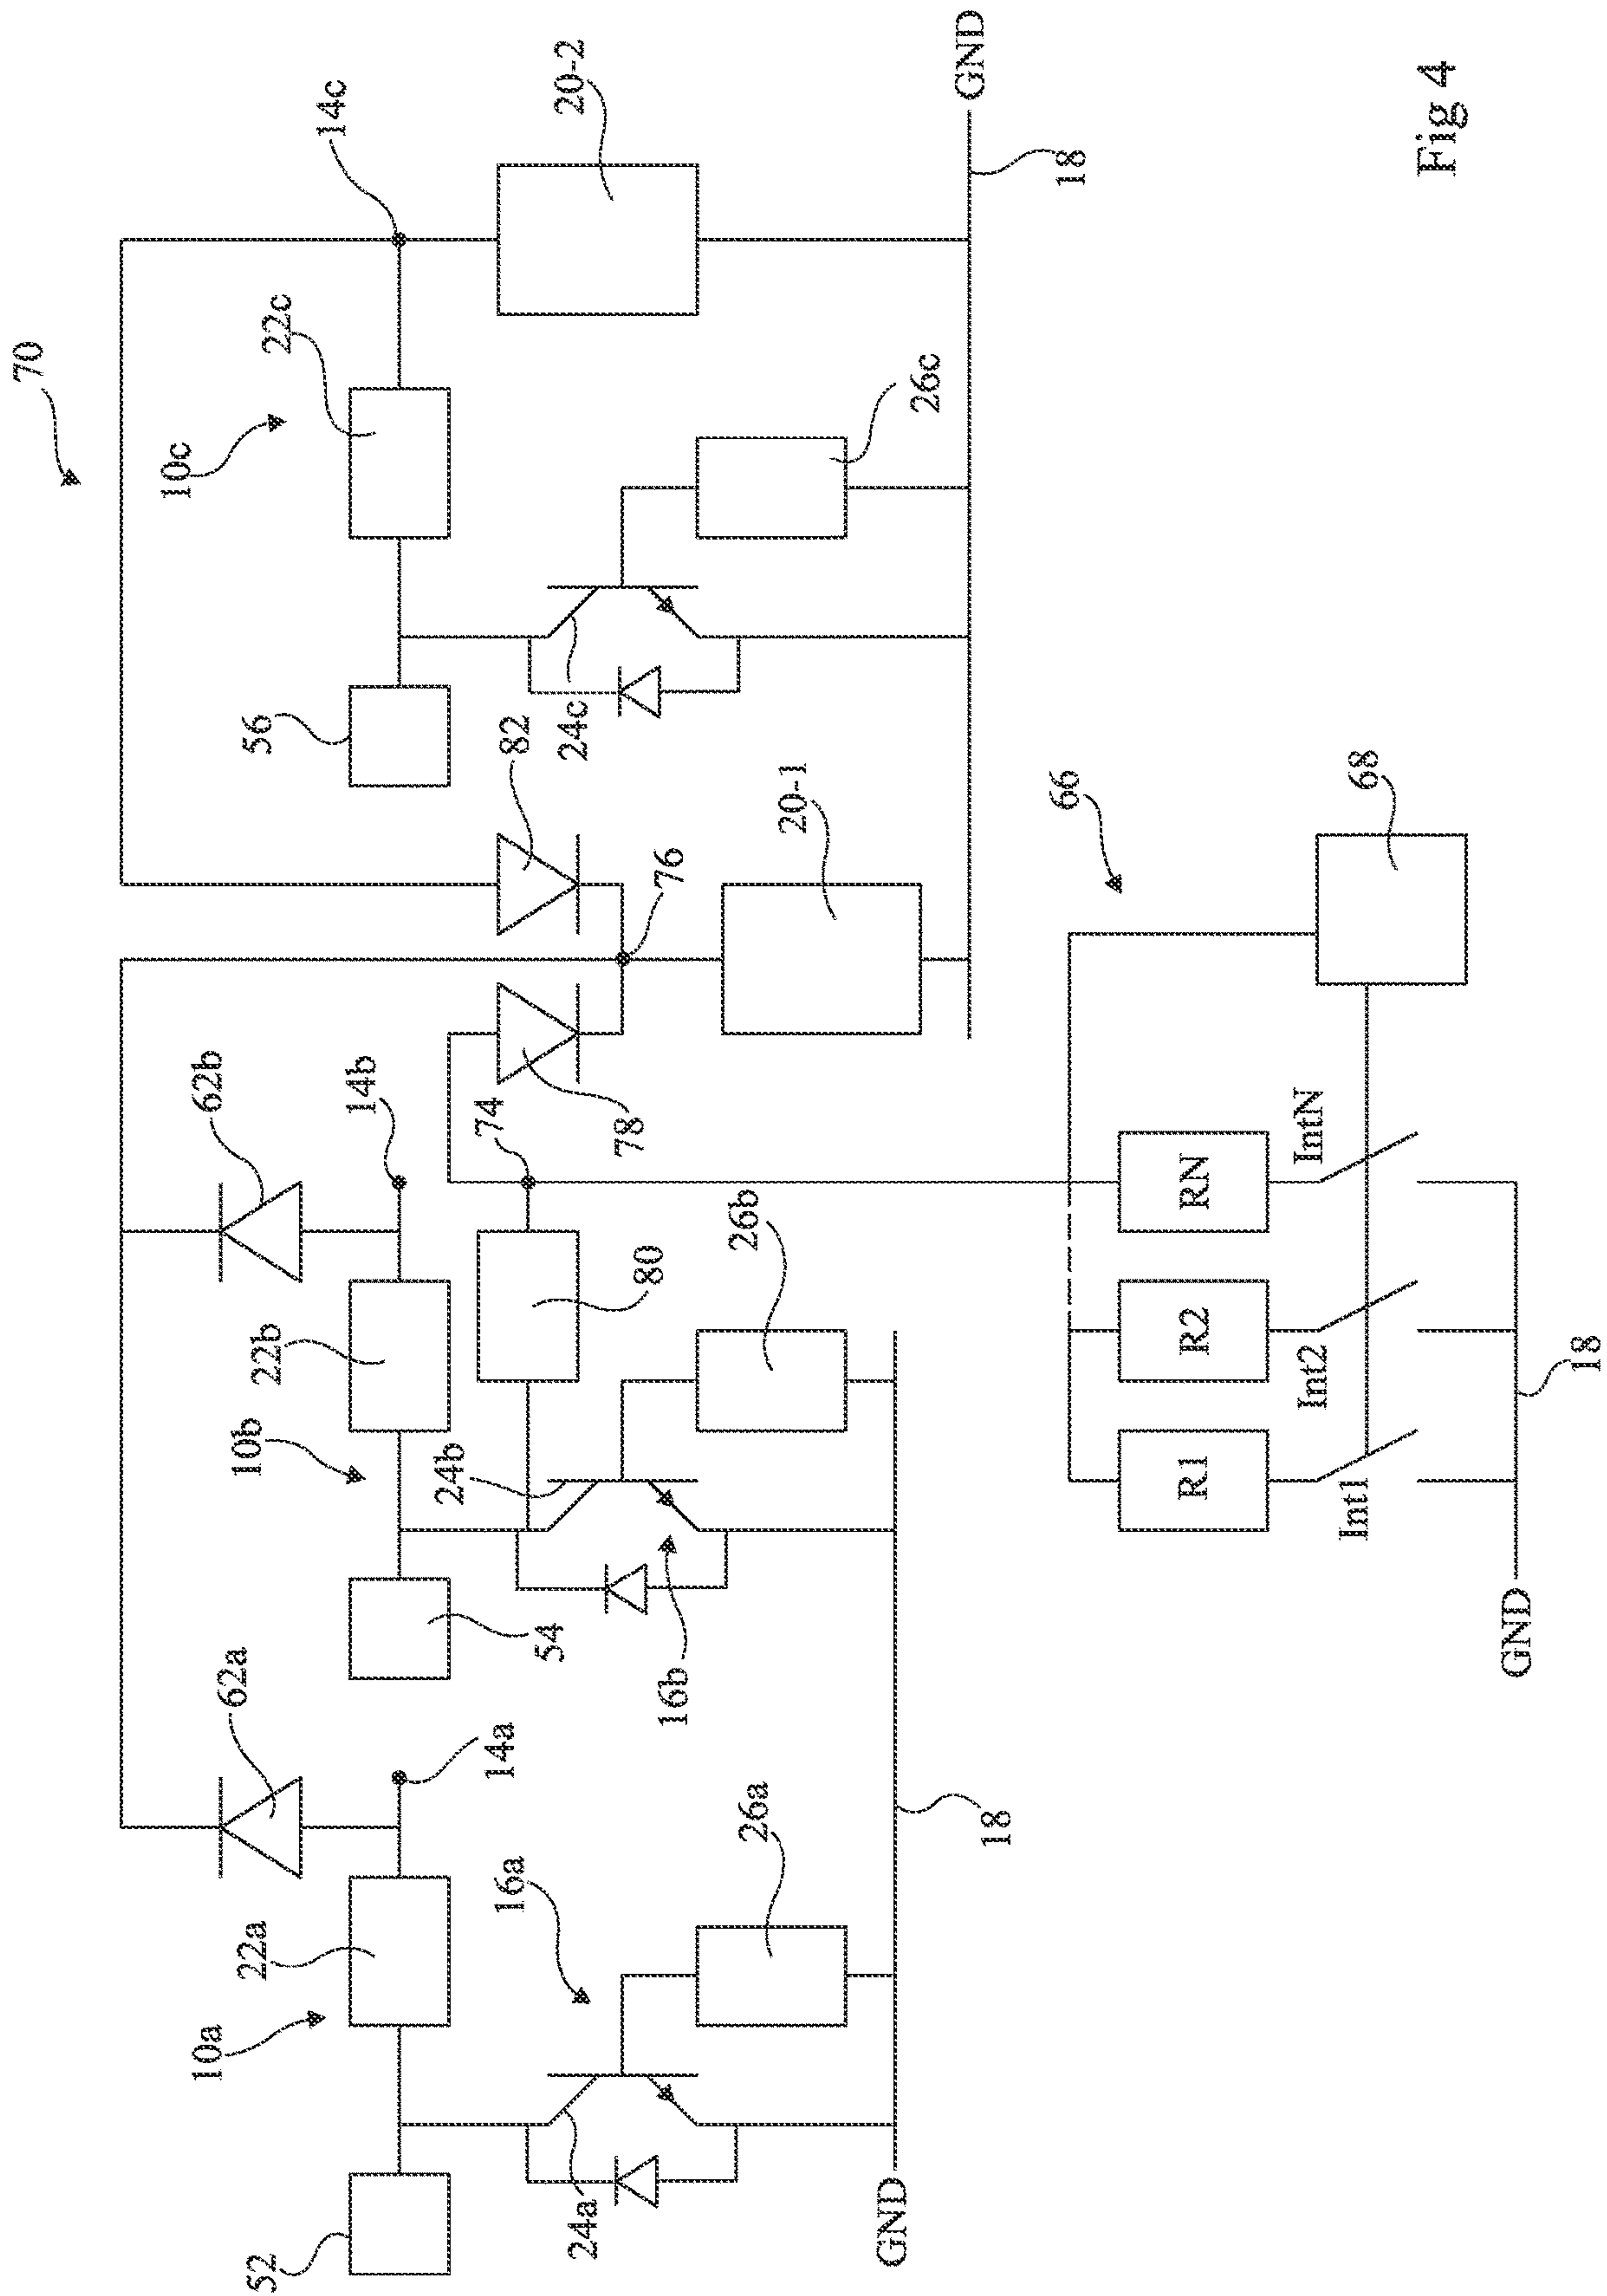 70
14c
20-2
22c
10c
GND
18
26c
56
24c
82
76
20-1
62b
14b
74
78
22b
10b
80
26b
24b
54
16b
62a
14a
18
22a
16a
26a
10a
24a
52
GND
66
68
RN
IntN
R2
Int2
R1
Int1
18
GND
Fig 4